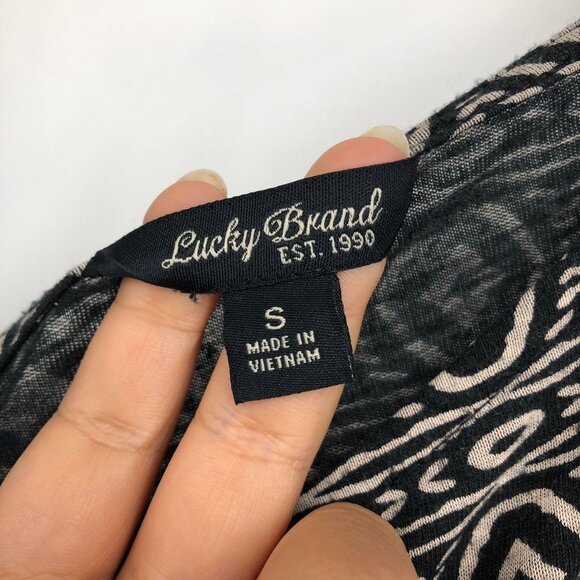 Lucky Brand
EST. 1990
S
MADE IN
VIETNAM